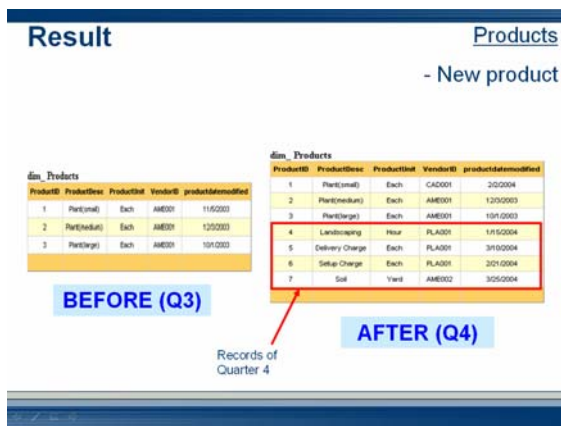 Result
Products
- New product
dim_ Products
ProductID ProductDesc ProductUnit VendorID productdatemodified
1 Plant(small) Each AME001 11/5/2003
2 Plant(medium) Each AME001 12/3/2003
3 Plant(large) Each AME001 10/1/2003
BEFORE (Q3)
dim_ Products
ProductID ProductDesc ProductUnit VendorID productdatemodified
1 Plant(small) Each CAD001 2/2/2004
2 Plant(medium) Each AME001 12/3/2003
3 Plant(large) Each AME001 10/1/2003
4 Landscaping Hour PLA001 1/15/2004
5 Delivery Charge Each PLA001 3/10/2004
6 Setup Charge Each PLA001 2/21/2004
7 Soil Yard AME002 3/25/2004
AFTER (Q4)
Records of
Quarter 4